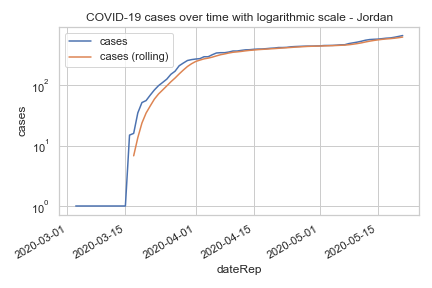 COVID-19 cases over time with logarithmic scale - Jordan
cases
cases (rolling)
10²
10¹
10⁰
cases
2020-03-01
2020-03-15
2020-04-01
2020-04-15
2020-05-01
2020-05-15
dateRep